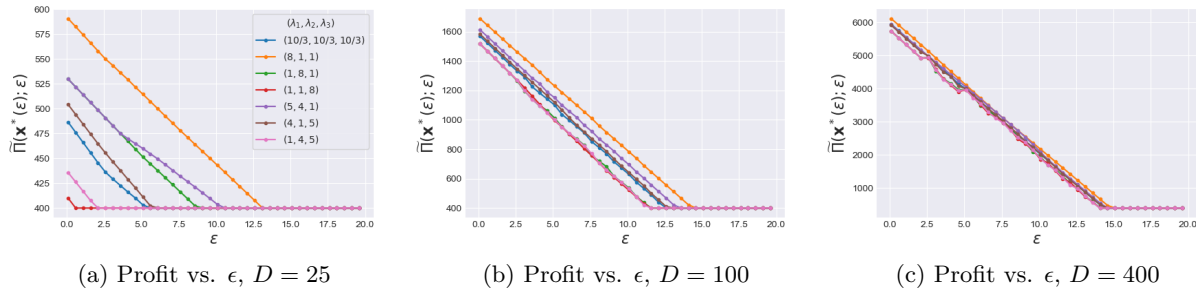 600
575
550
525
500
475
450
425
400
Π̃(x*(ε); ε)
0.0 2.5 5.0 7.5 10.0 12.5 15.0 17.5 20.0
ε
(λ₁, λ₂, λ₃)
(10/3, 10/3, 10/3)
(8, 1, 1)
(1, 8, 1)
(1, 1, 8)
(5, 4, 1)
(4, 1, 5)
(1, 4, 5)
(a) Profit vs. ϵ, D = 25
1600
1400
1200
1000
800
600
400
Π̃(x*(ε); ε)
0.0 2.5 5.0 7.5 10.0 12.5 15.0 17.5 20.0
ε
(b) Profit vs. ϵ, D = 100
6000
5000
4000
3000
2000
1000
Π̃(x*(ε); ε)
0.0 2.5 5.0 7.5 10.0 12.5 15.0 17.5 20.0
ε
(c) Profit vs. ϵ, D = 400